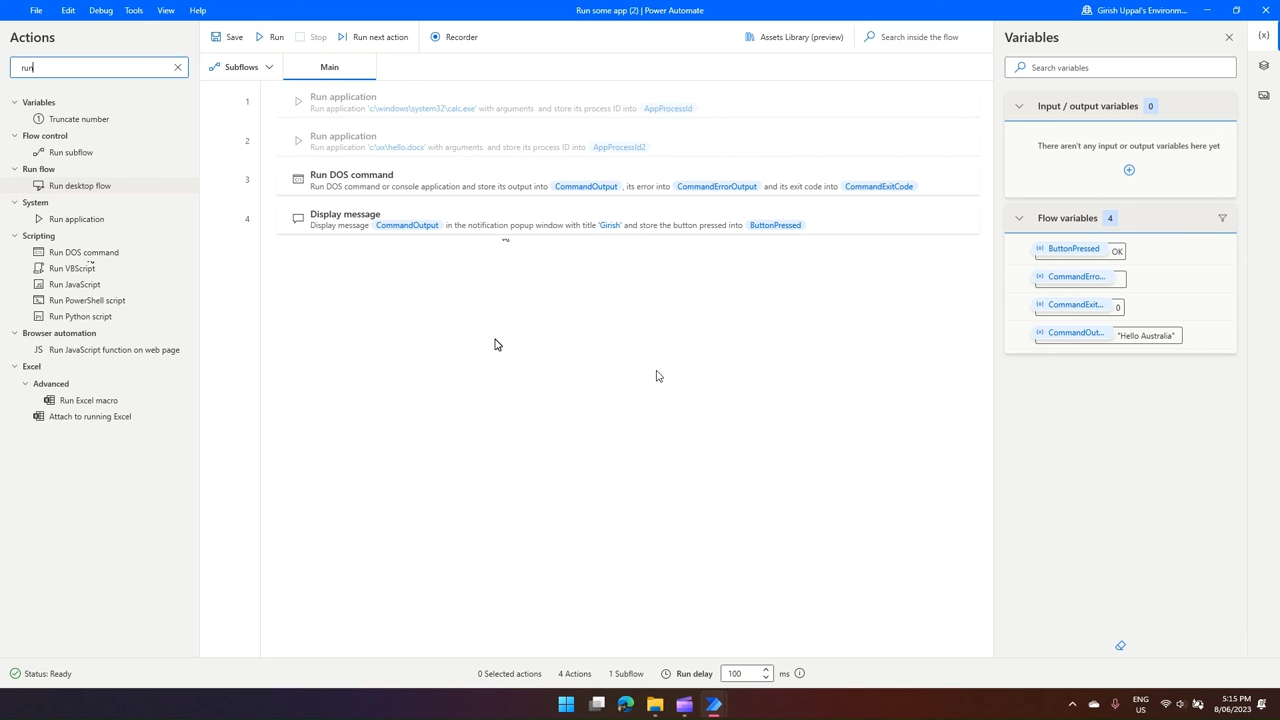 File Edit Debug Tools View Help
Run some app (2) | Power Automate
Girish Uppal's Environm...
Actions
run
Variables
Truncate number
Flow control
Run subflow
Run flow
Run desktop flow
System
Run application
Scripting
Run DOS command
Run VBScript
Run JavaScript
Run PowerShell script
Run Python script
Browser automation
Run JavaScript function on web page
Excel
Advanced
Run Excel macro
Attach to running Excel
Save Run Stop Run next action Recorder
Assets Library (preview) Search inside the flow
Subflows Main
1
Run application
Run application 'c:\windows\system32\calc.exe' with arguments and store its process ID into AppProcessId
2
Run application
Run application 'c:\xx\hello.docx' with arguments and store its process ID into AppProcessId2
3
Run DOS command
Run DOS command or console application and store its output into CommandOutput , its error into CommandErrorOutput and its exit code into CommandExitCode
4
Display message
Display message CommandOutput in the notification popup window with title 'Girish' and store the button pressed into ButtonPressed
Variables
{x}
Search variables
Input / output variables 0
There aren't any input or output variables here yet
Flow variables 4
(x) ButtonPressed OK
(x) CommandErro...
(x) CommandExit... 0
(x) CommandOut... "Hello Australia"
Status: Ready
0 Selected actions 4 Actions 1 Subflow Run delay 100 ms
ENG
US
5:15 PM
8/06/2023